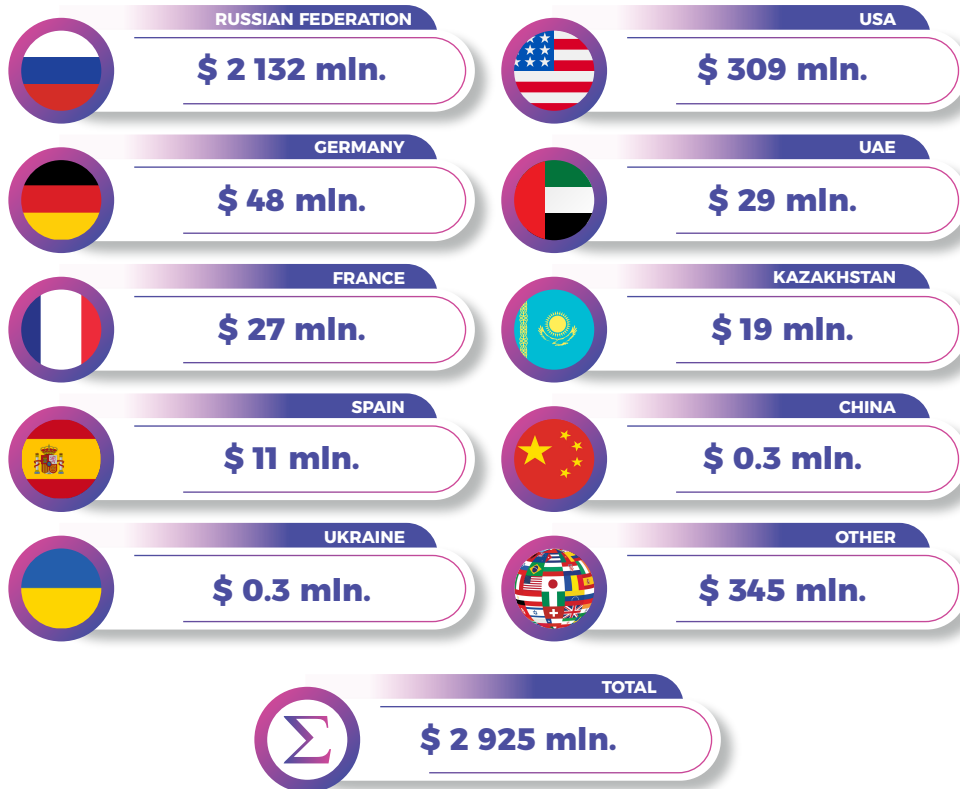 RUSSIAN FEDERATION
$ 2 132 mln.
USA
$ 309 mln.
GERMANY
$ 48 mln.
UAE
$ 29 mln.
FRANCE
$ 27 mln.
KAZAKHSTAN
$ 19 mln.
SPAIN
$ 11 mln.
CHINA
$ 0.3 mln.
UKRAINE
$ 0.3 mln.
OTHER
$ 345 mln.
TOTAL
Σ
$ 2 925 mln.